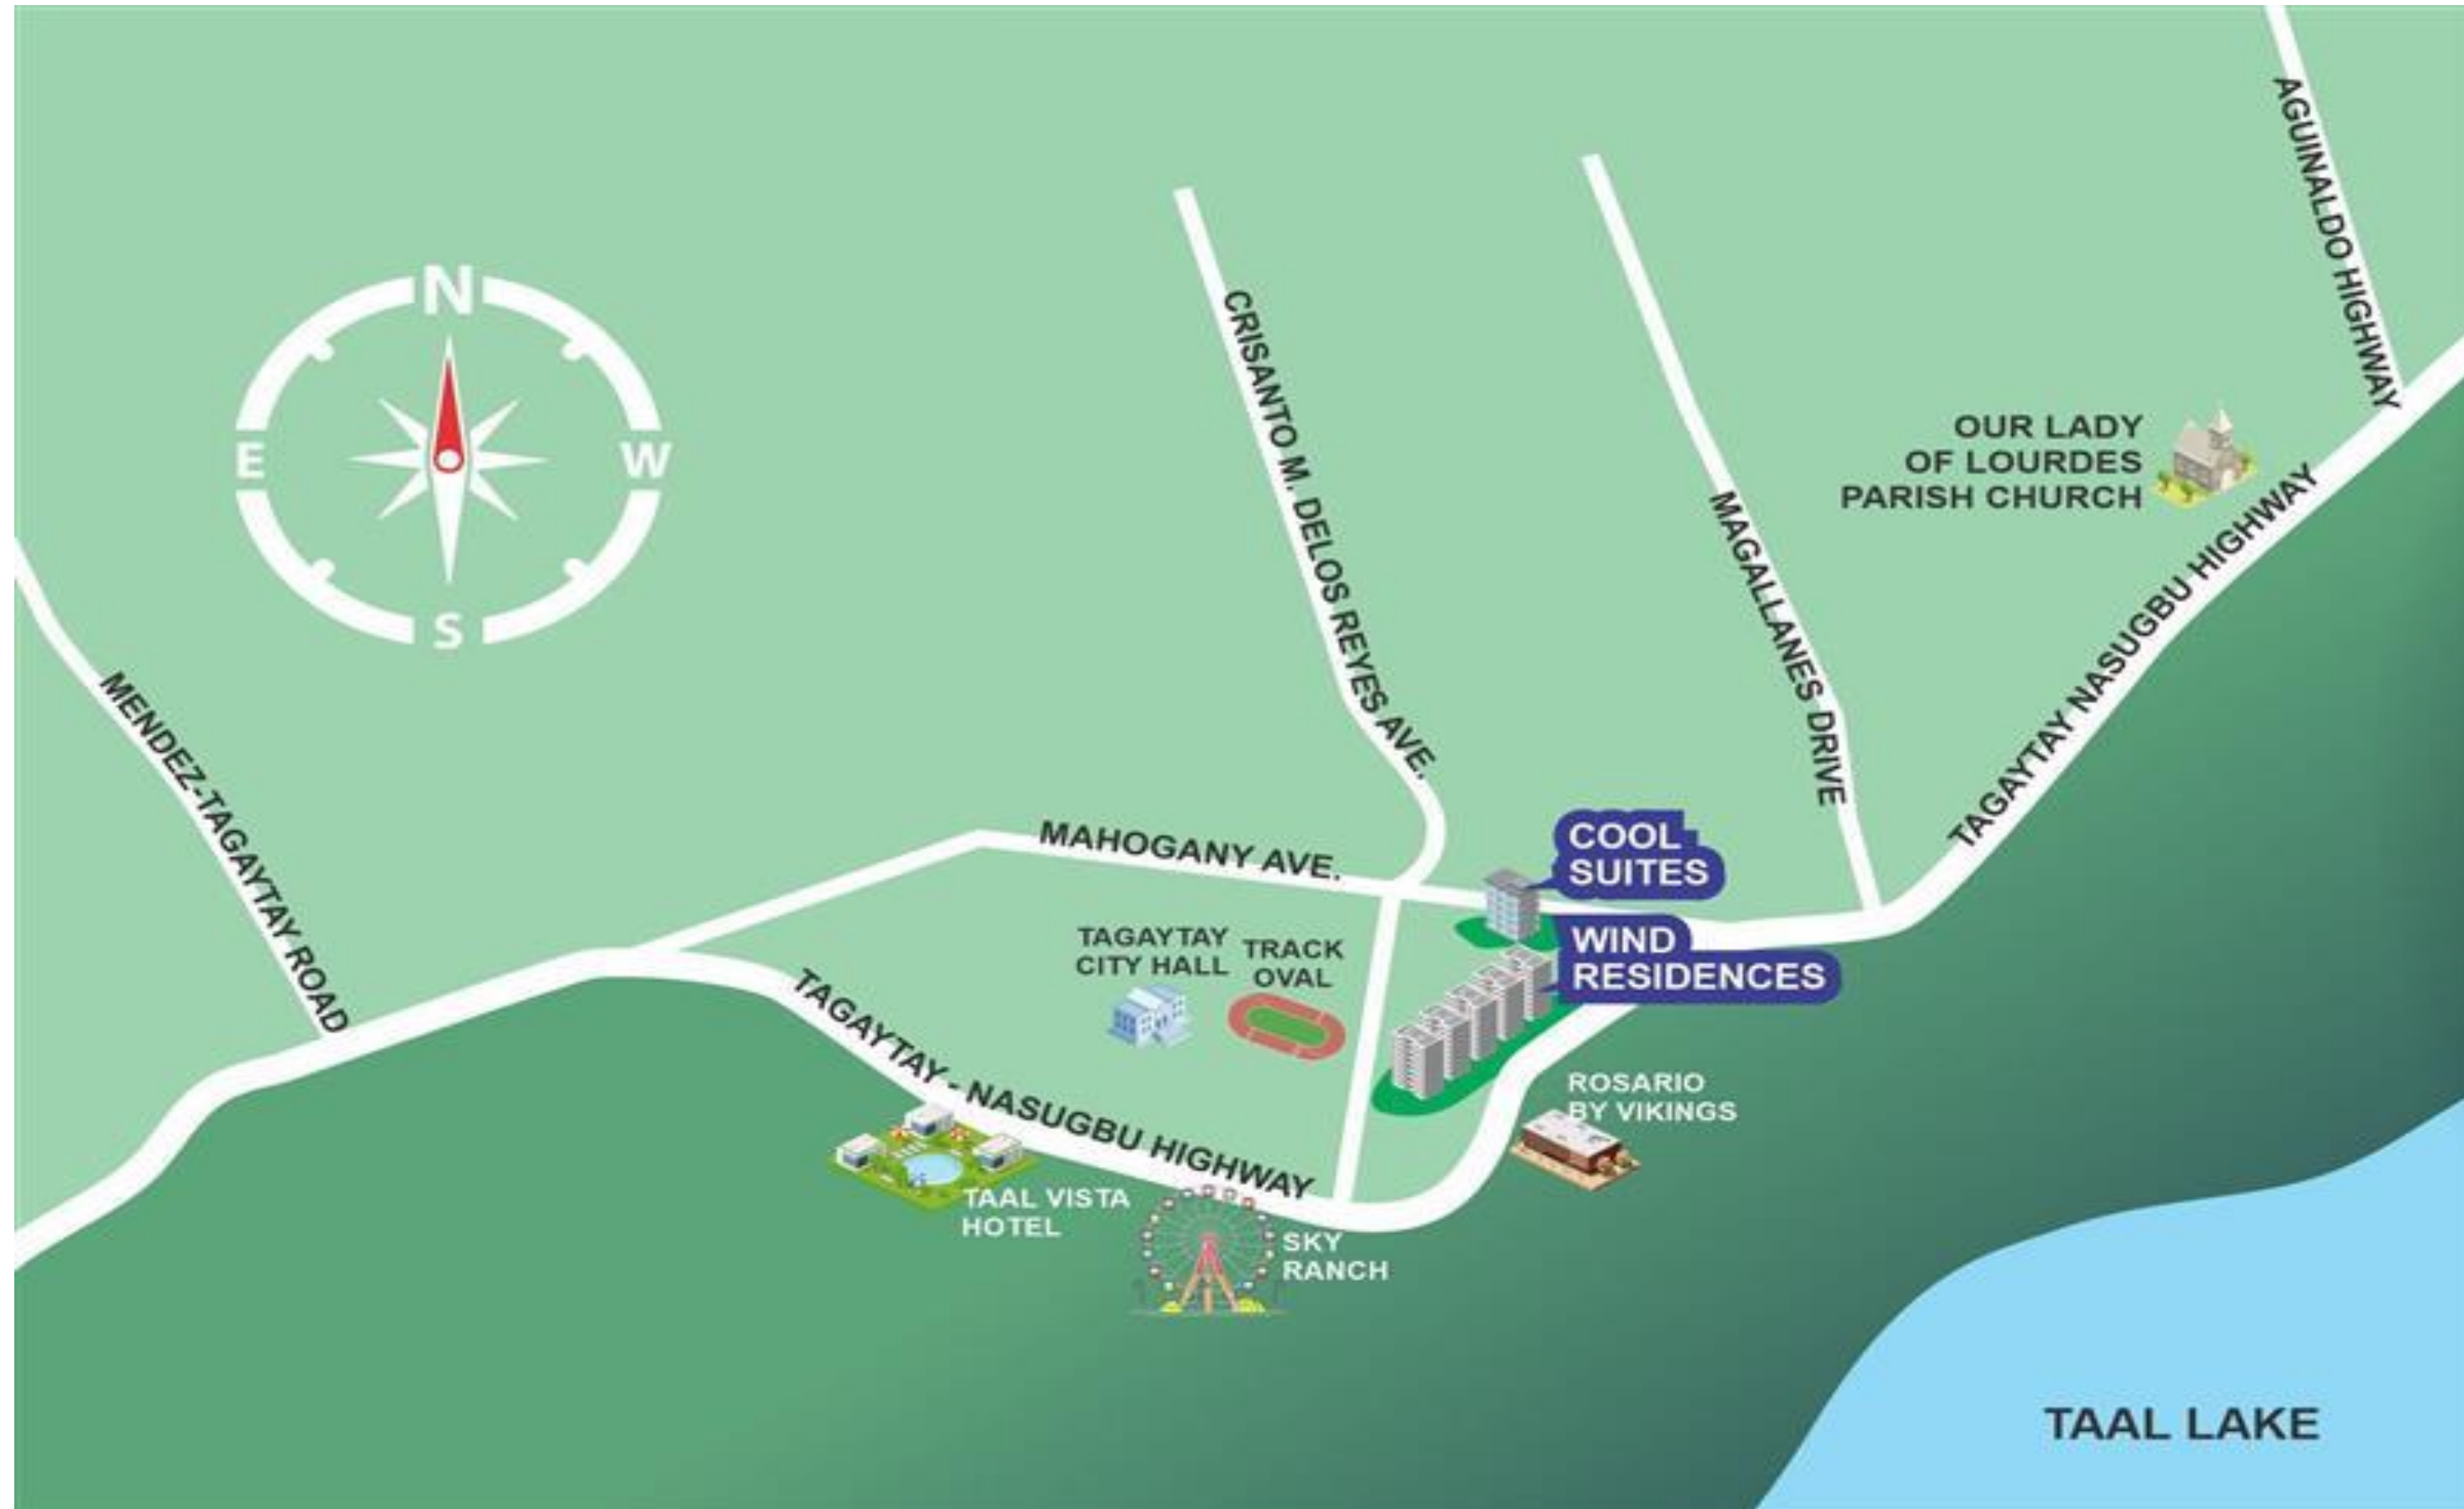 AGUINALDO HIGHWAY
N
E
W
S
CRISANTO M. DELOS REYES AVE.
OUR LADY
OF LOURDES
PARISH CHURCH
MAGALLANES DRIVE
TAGAYTAY NASUGBU HIGHWAY
MENDEZ-TAGAYTAY ROAD
MAHOGANY AVE.
COOL
SUITES
WIND
RESIDENCES
TAGAYTAY
CITY HALL
TRACK
OVAL
TAGAYTAY - NASUGBU HIGHWAY
ROSARIO
BY VIKINGS
TAAL VISTA
HOTEL
SKY
RANCH
TAAL LAKE